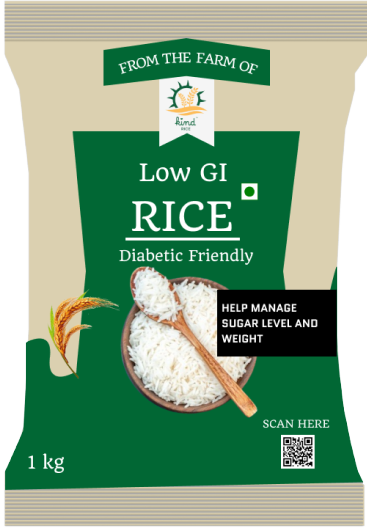 FROM THE FARM OF
kind
RICE
Low GI
RICE
Diabetic Friendly
HELP MANAGE
SUGAR LEVEL AND
WEIGHT
SCAN HERE
1 kg